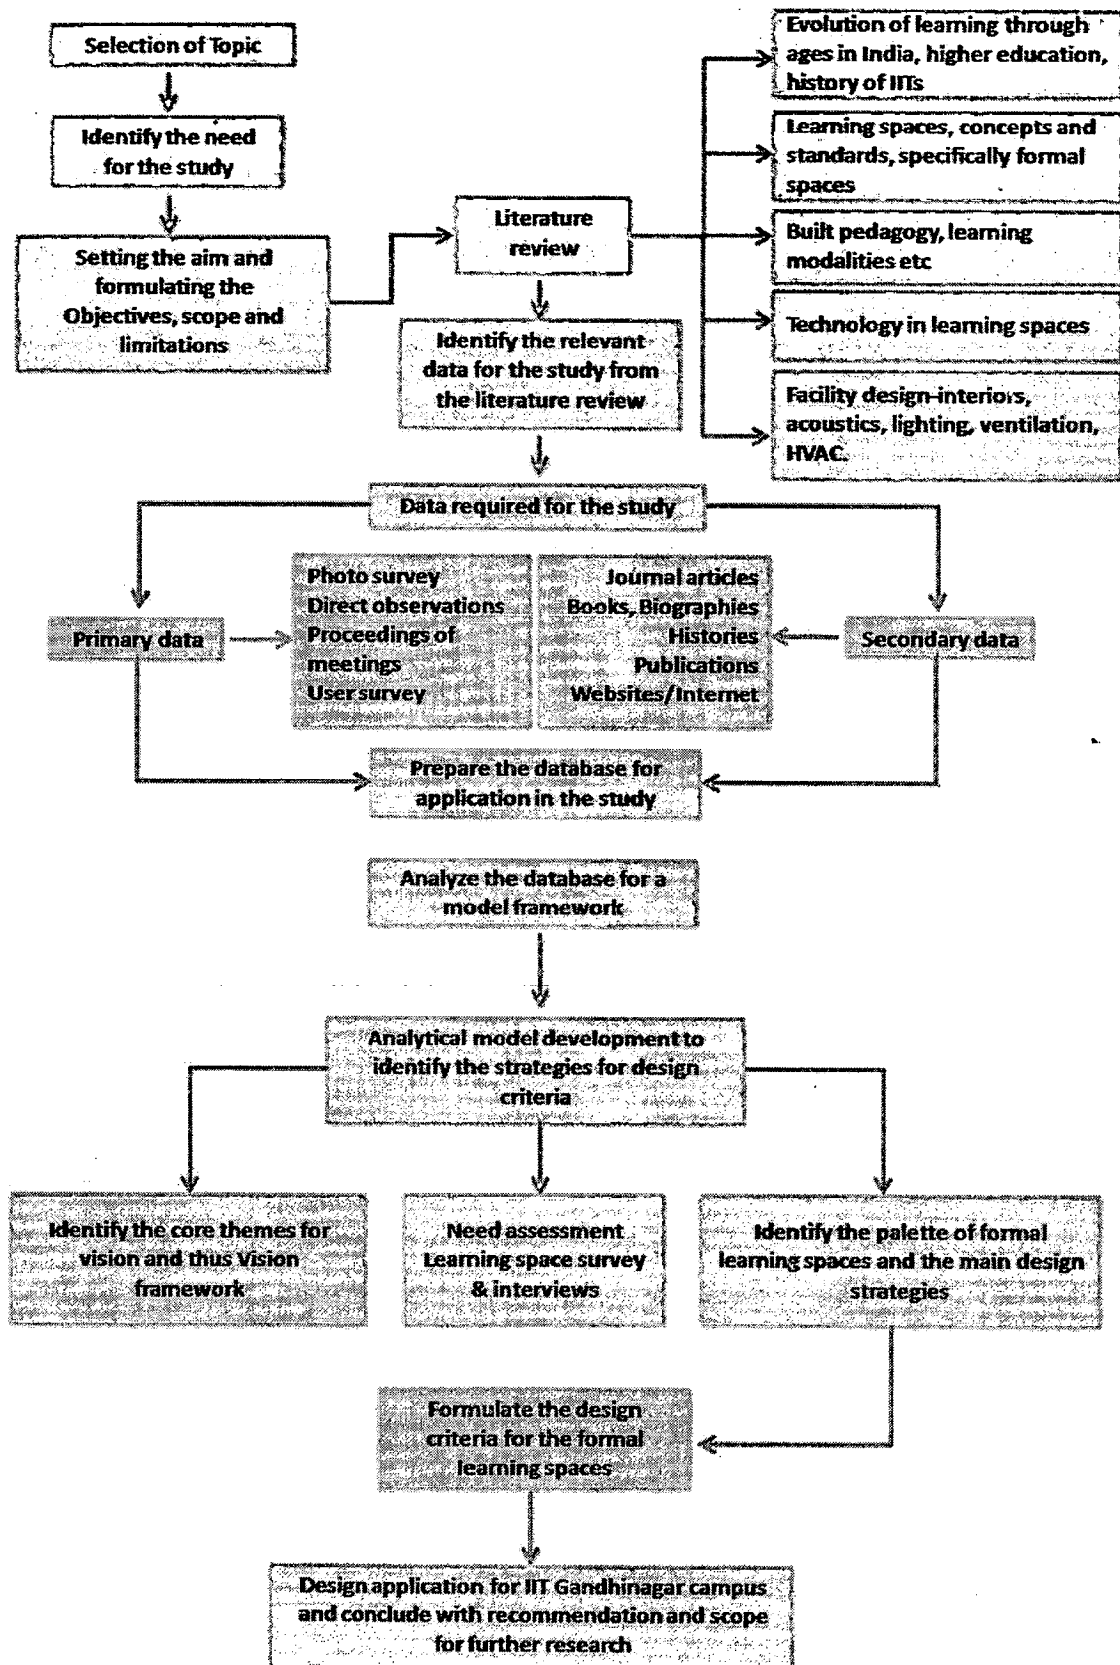 Selection of Topic
Identify the need
for the study
Setting the aim and
formulating the
Objectives, scope and
limitations
Literature
review
Identify the relevant
data for the study from
the literature review
Evolution of learning through
ages in India, higher education,
history of IITs
Learning spaces, concepts and
standards, specifically formal
spaces
Built pedagogy, learning
modalities etc
Technology in learning spaces
Facility design-interiors,
acoustics, lighting, ventilation,
HVAC.
Data required for the study
Primary data
Photo survey
Direct observations
Proceedings of
meetings
User survey
Journal articles
Books, Biographies
Histories
Publications
Websites/Internet
Secondary data
Prepare the database for
application in the study
Analyze the database for a
model framework
Analytical model development to
identify the strategies for design
criteria
Identify the core themes for
vision and thus Vision
framework
Need assessment
Learning space survey
& interviews
Identify the palette of formal
learning spaces and the main design
strategies
Formulate the design
criteria for the formal
learning spaces
Design application for IIT Gandhinagar campus
and conclude with recommendation and scope
for further research